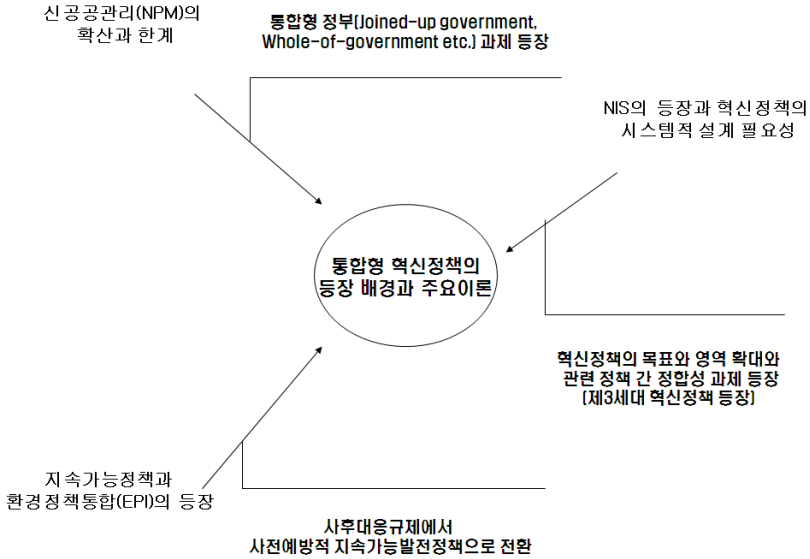 신공공관리(NPM)의
확산과 한계
통합형 정부(Joined-up government,
Whole-of-government etc.) 과제 등장
NIS의 등장과 혁신정책의
시스템적 설계 필요성
통합형 혁신정책의
등장 배경과 주요이론
혁신정책의 목표와 영역 확대와
관련 정책 간 정합성 과제 등장
(제3세대 혁신정책 등장)
지속가능정책과
환경정책통합(EPI)의 등장
사후대응규제에서
사전예방적 지속가능발전정책으로 전환